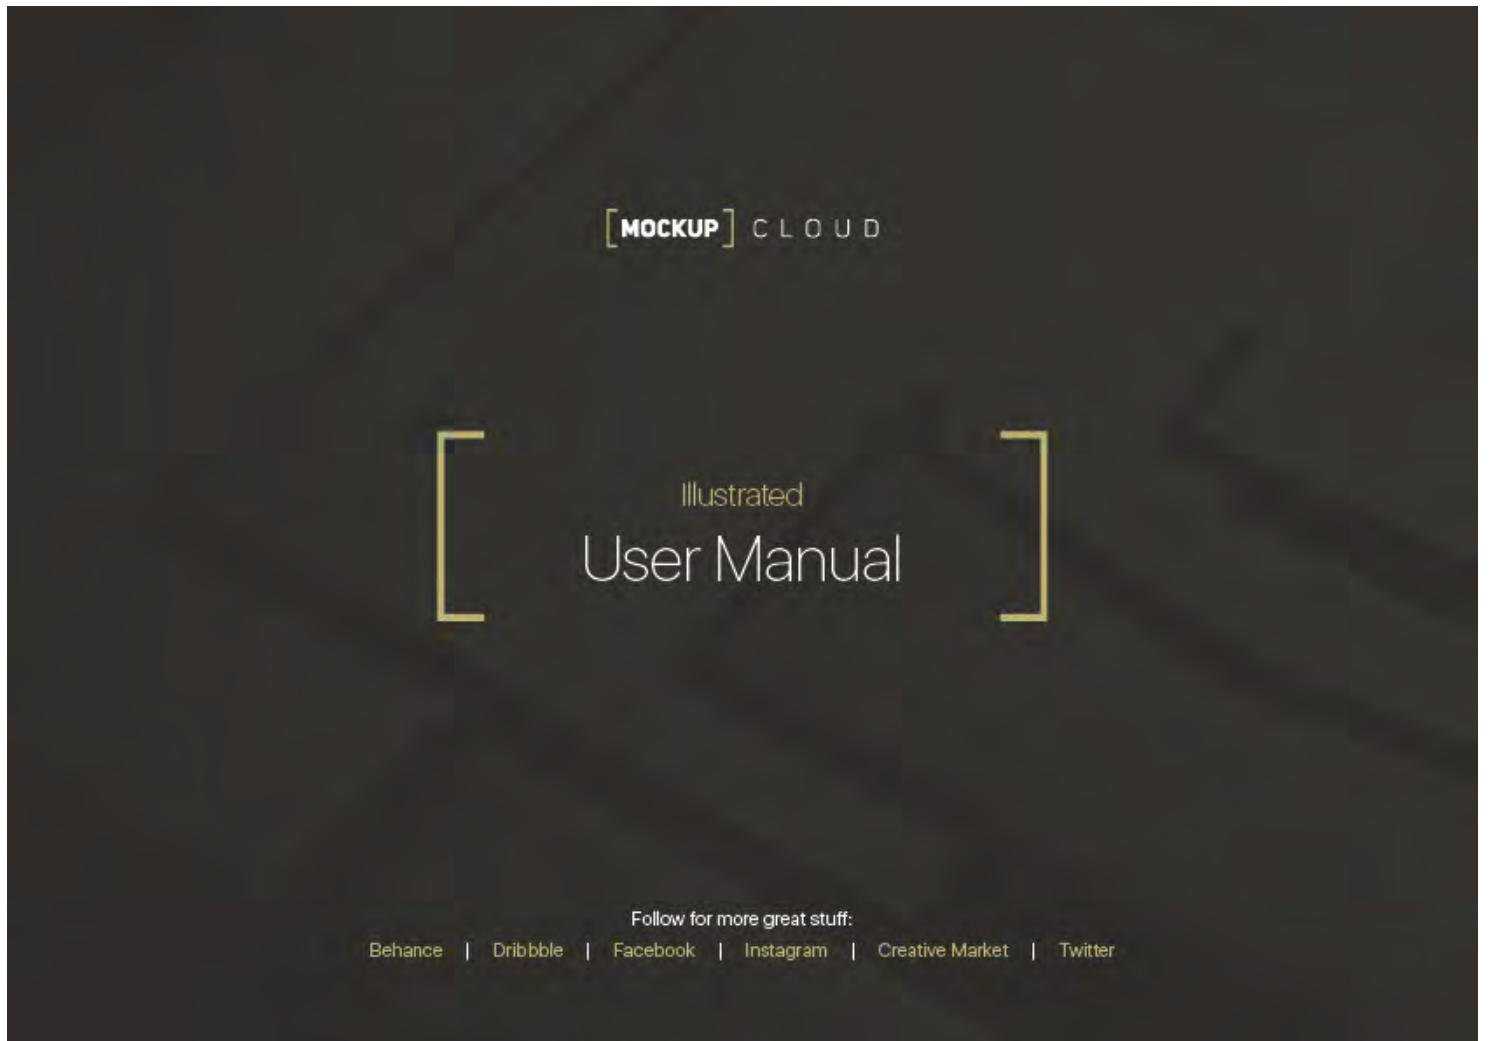 [MOCKUP] CLOUD
Illustrated
User Manual
Follow for more great stuff:
Behance | Dribbble | Facebook | Instagram | Creative Market | Twitter